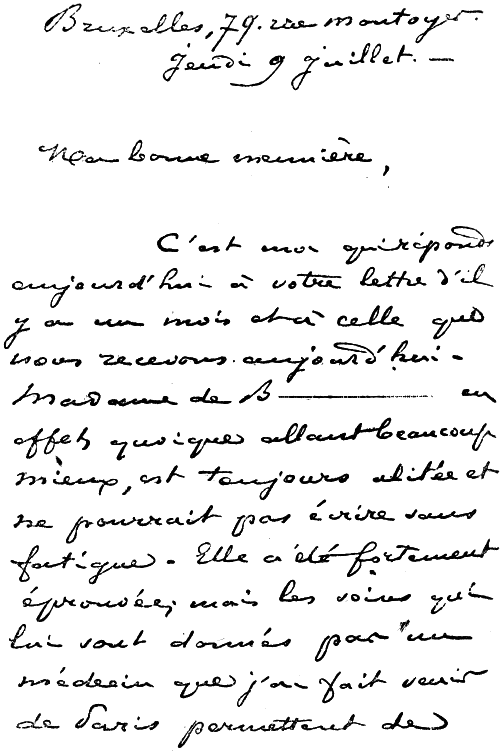 Bruxelles, 79. rue montoyer.
Jeudi 9 juillet. —
Ma bonne meunière,
C'est moi qui réponds
aujourd'hui à votre lettre d'il
y a un mois et à celle que
nous recevons aujourd'hui -
Madame de B——— en
effet, quoique allant beaucoup
mieux, est toujours alitée et
ne pourrait pas écrire sans
fatigue. Elle a été fortement
éprouvée; mais les soins qui
lui sont donnés par un
médecin que j'ai fait venir
de Paris permettent de